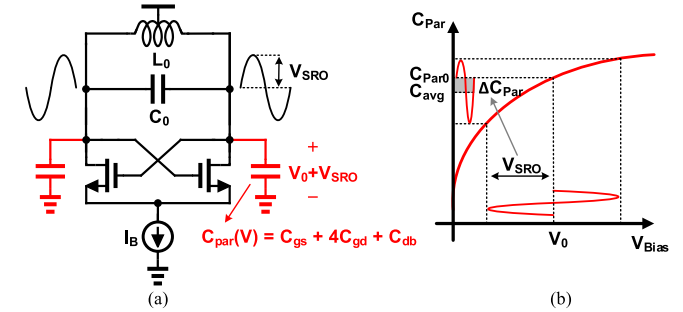 (a)
L0
VSRO
C0
+
V0+VSRO
−
IB
Cpar(V) = Cgs + 4Cgd + Cdb
(b)
CPar
CPar0
Cavg
ΔCPar
VSRO
V0
VBias
(a)
(b)